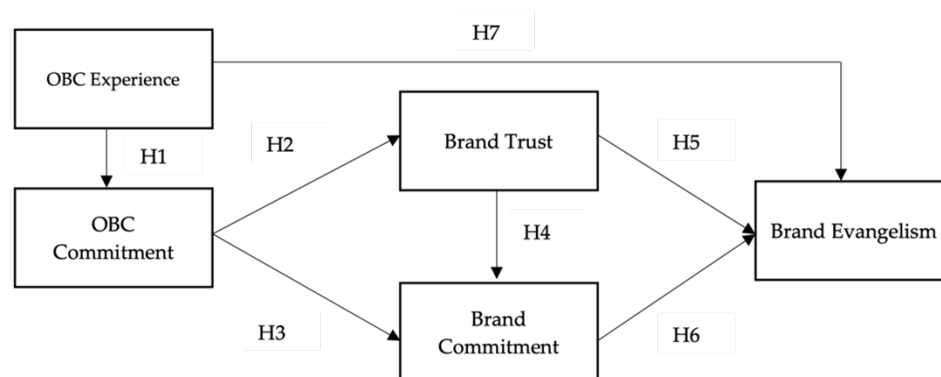 H7
OBC Experience
H1
H2
Brand Trust
H5
OBC
Commitment
H4
Brand Evangelism
H3
Brand
Commitment
H6